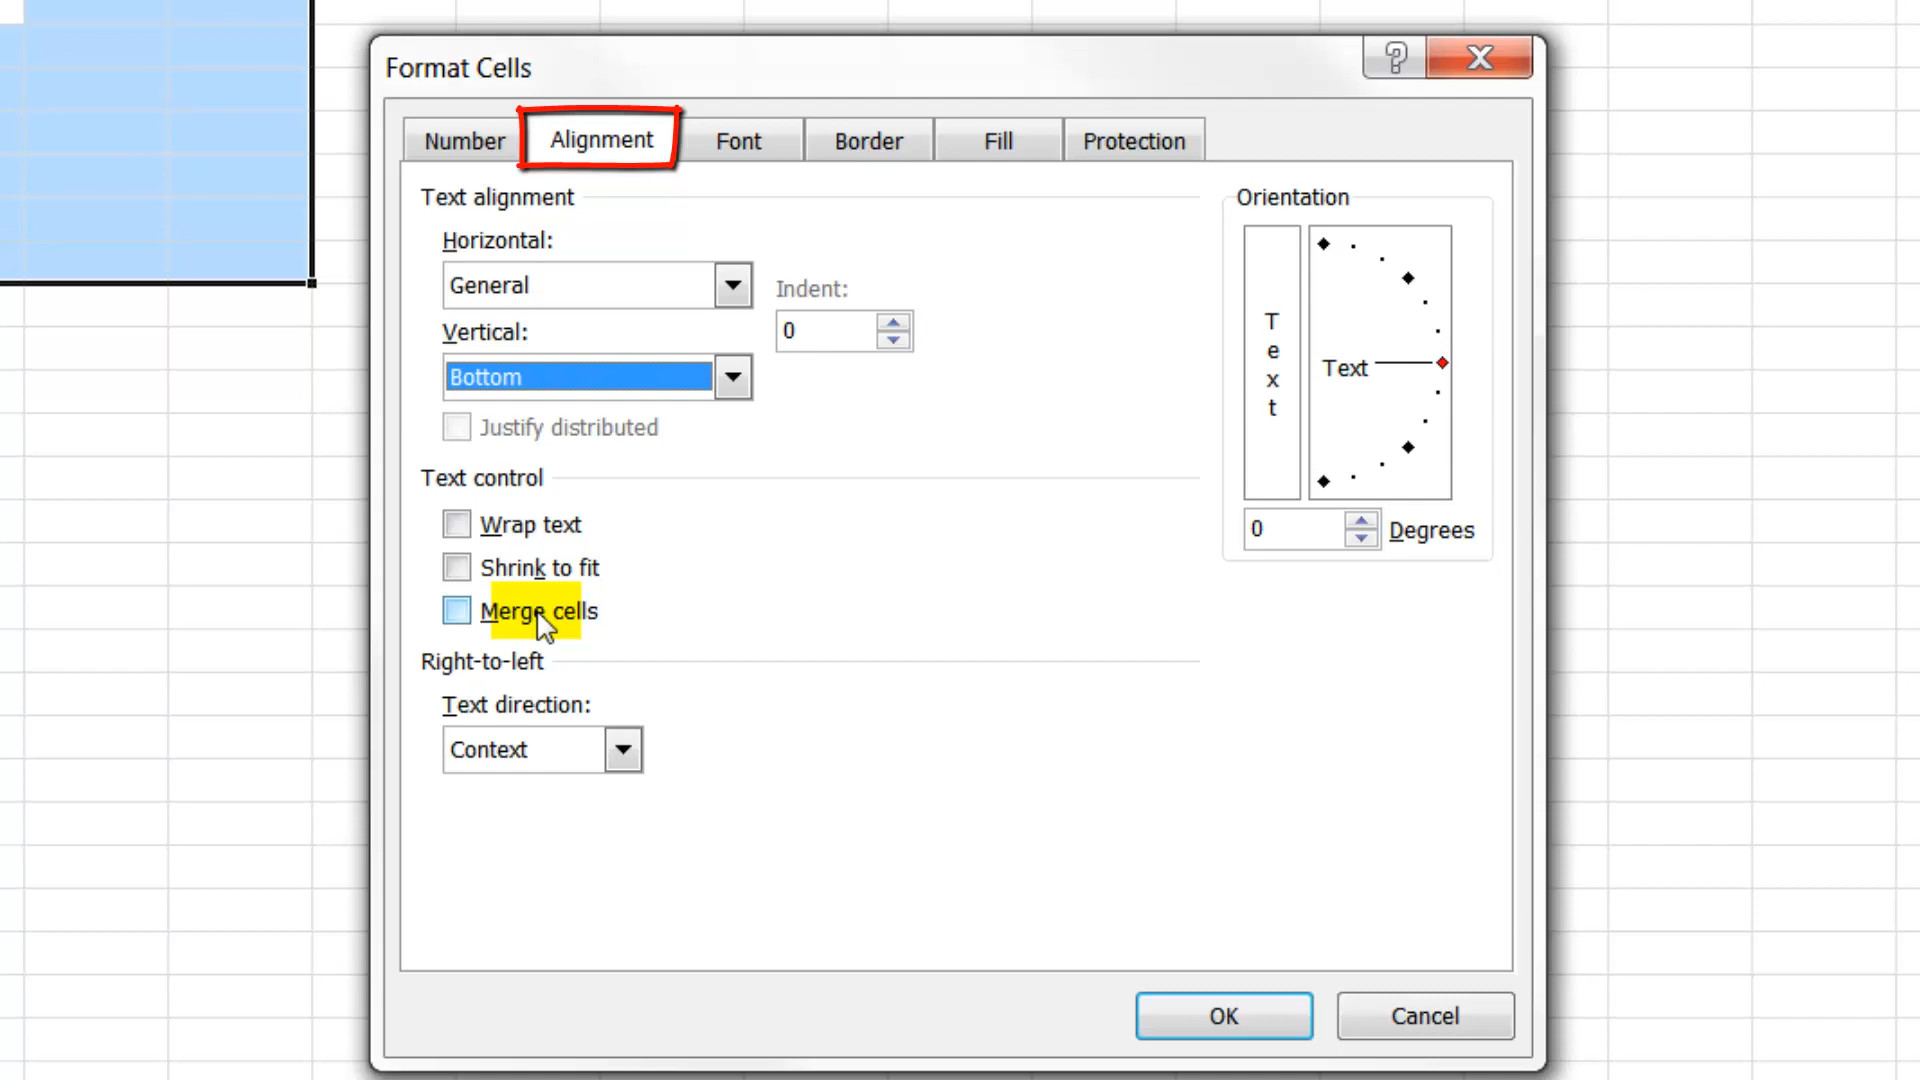 Format Cells
Number Alignment Font Border Fill Protection
Text alignment
Horizontal:
General
Indent:
0
Vertical:
Bottom
Justify distributed
Text control
Wrap text
Shrink to fit
Merge cells
Right-to-left
Text direction:
Context
Orientation
T
e
x
t
Text
0 Degrees
OK Cancel